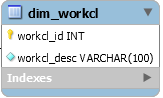 dim_workcl
workcl_id INT
workcl_desc VARCHAR(100)
Indexes